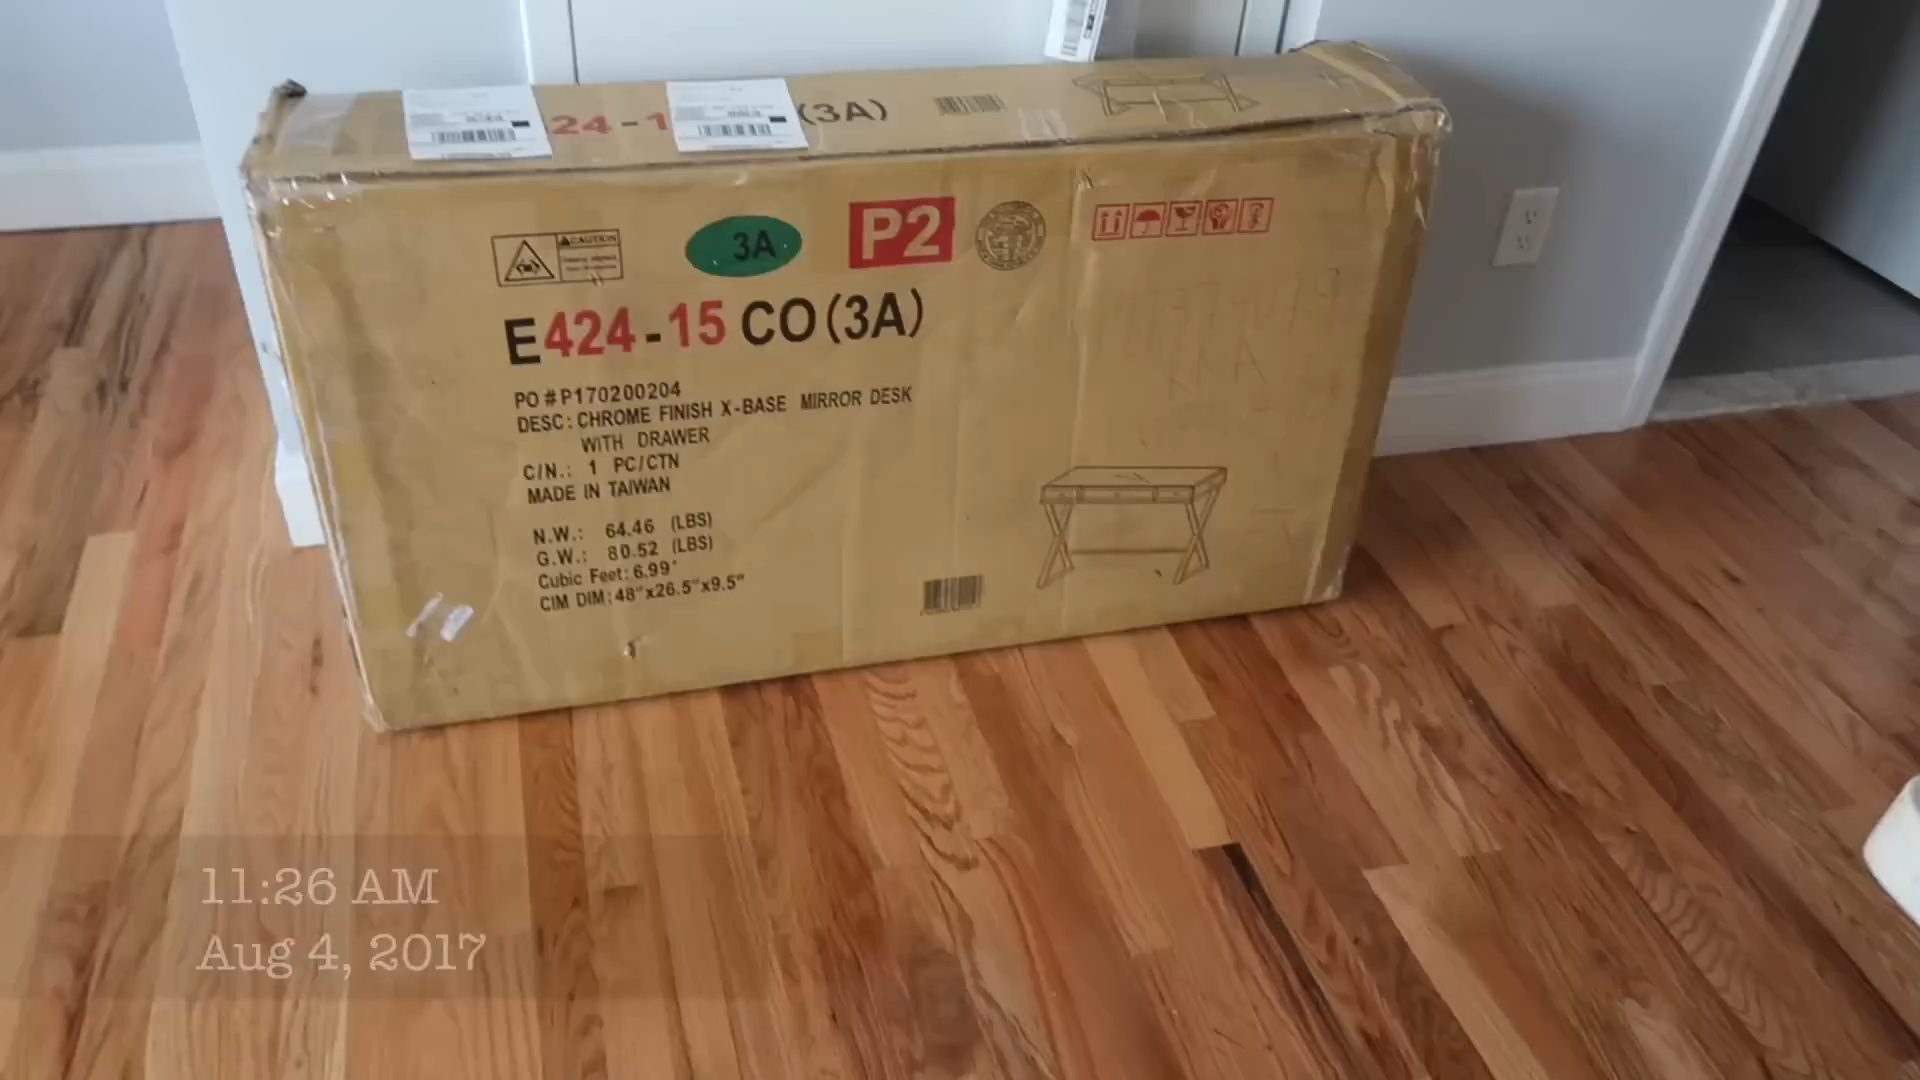 24-1
(3A)
CAUTION
3A
P2
E424-15 CO(3A)
PO#P170200204
DESC: CHROME FINISH X-BASE MIRROR DESK
WITH DRAWER
C/N.: 1 PC/CTN
MADE IN TAIWAN
N.W.: 64.46 (LBS)
G.W.: 80.52 (LBS)
Cubic Feet: 6.99'
CIM DIM: 48"x26.5"x9.5"
11:26 AM
Aug 4, 2017